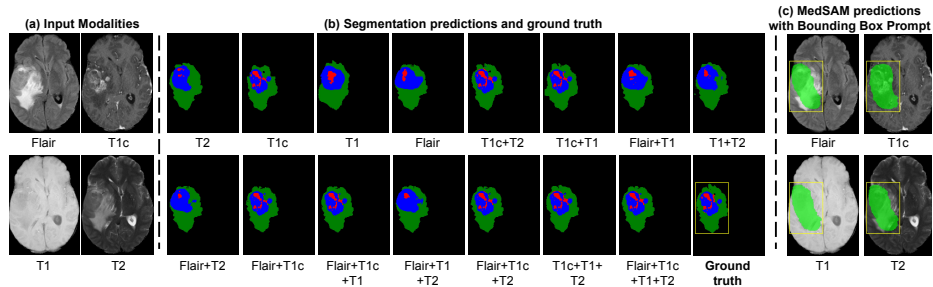 (a) Input Modalities
(b) Segmentation predictions and ground truth
(c) MedSAM predictions
with Bounding Box Prompt
Flair
T1c
T2
T1c
T1
Flair
T1c+T2
T1c+T1
Flair+T1
T1+T2
Flair
T1c
T1
T2
Flair+T2
Flair+T1c
Flair+T1c
+T1
Flair+T1
+T2
Flair+T1c
+T2
T1c+T1+
T2
Flair+T1c
+T1+T2
Ground
truth
T1
T2